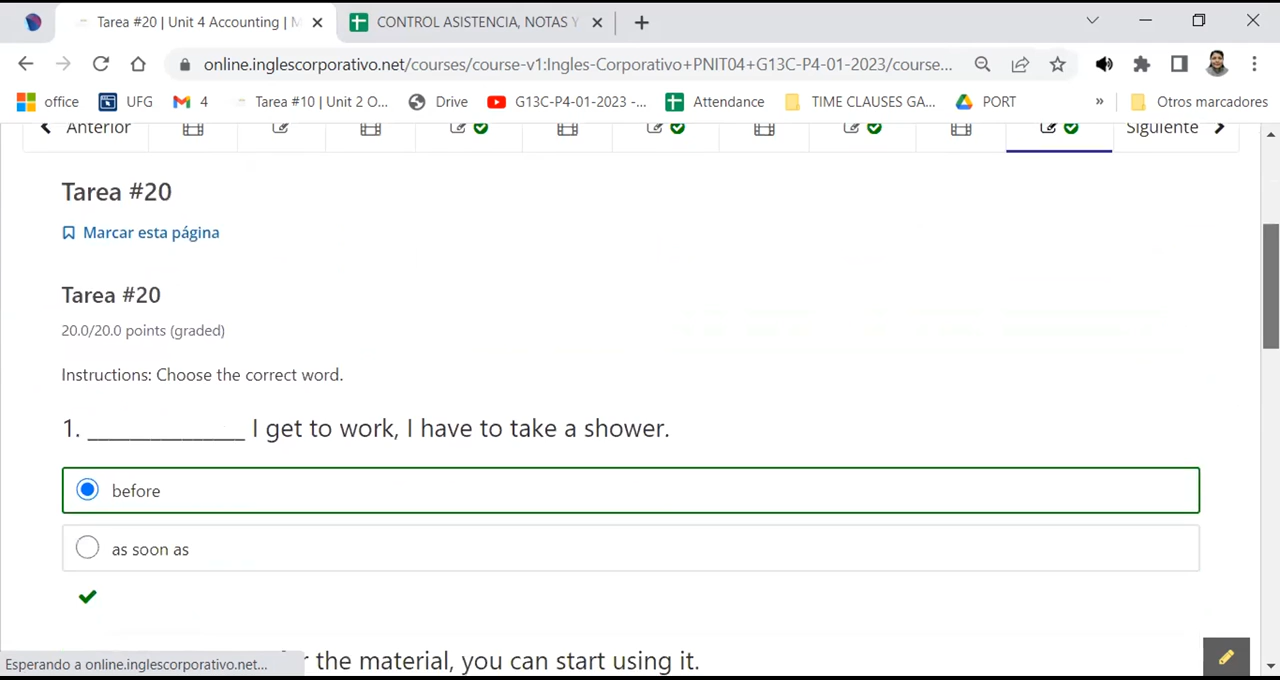 Tarea #20 | Unit 4 Accounting | M
CONTROL ASISTENCIA, NOTAS Y
online.inglescorporativo.net/courses/course-v1:Ingles-Corporativo+PNIT04+G13C-P4-01-2023/course...
office
UFG
4
Tarea #10 | Unit 2 O...
Drive
G13C-P4-01-2023 -...
Attendance
TIME CLAUSES GA...
PORT
»
Otros marcadores
Anterior
Siguiente
Tarea #20
Marcar esta página
Tarea #20
20.0/20.0 points (graded)
Instructions: Choose the correct word.
1. ______________ I get to work, I have to take a shower.
before
as soon as
the material, you can start using it.
Esperando a online.inglescorporativo.net...